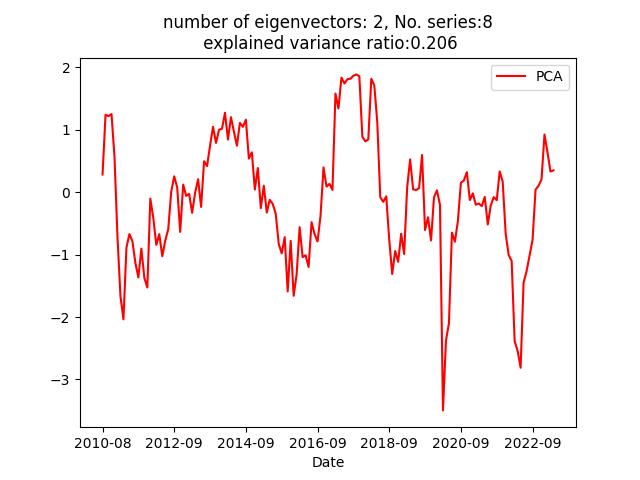 number of eigenvectors: 2, No. series:8
explained variance ratio:0.206
PCA
2
1
0
−1
−2
−3
2010-08 2012-09 2014-09 2016-09 2018-09 2020-09 2022-09
Date